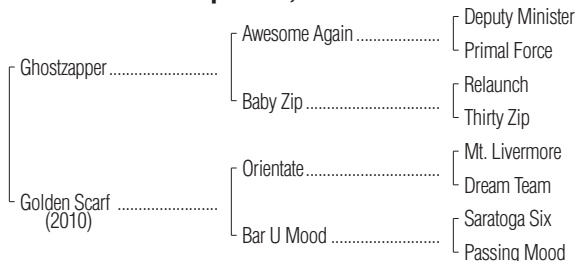 Deputy Minister
Awesome Again ..................
Primal Force
Ghostzapper ........................
Relaunch
Baby Zip ...............................
Thirty Zip
Mt. Livermore
Orientate ...............................
Dream Team
Golden Scarf ......................
(2010)
Saratoga Six
Bar U Mood .........................
Passing Mood